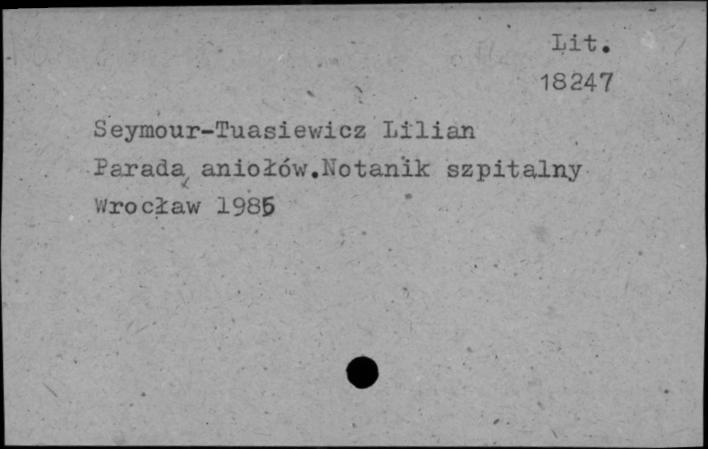 Lit.
18247
Seymour-Tuasiewicz Lilian
Parada aniołów.Notanik szpitalny
Wrocław 1985